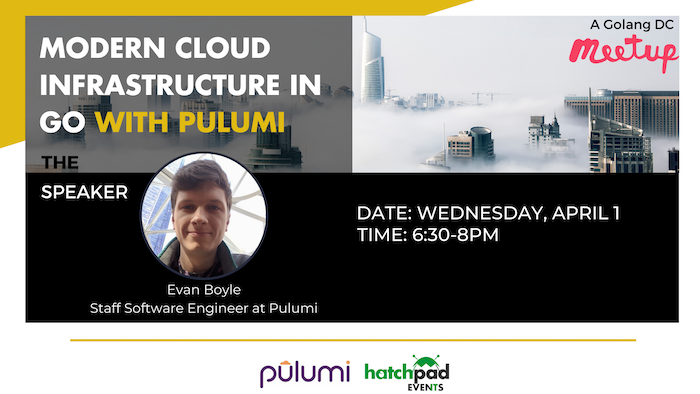 MODERN CLOUD
INFRASTRUCTURE IN
GO WITH PULUMI
A Golang DC
Meetup
THE
SPEAKER
Evan Boyle
Staff Software Engineer at Pulumi
DATE: WEDNESDAY, APRIL 1
TIME: 6:30-8PM
pulumi
hatchpad
EVENTS